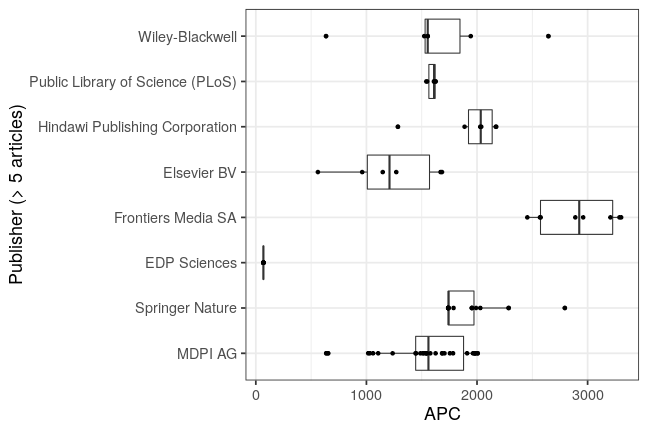 Publisher (> 5 articles)
Wiley-Blackwell
Public Library of Science (PLoS)
Hindawi Publishing Corporation
Elsevier BV
Frontiers Media SA
EDP Sciences
Springer Nature
MDPI AG
0 1000 2000 3000
APC